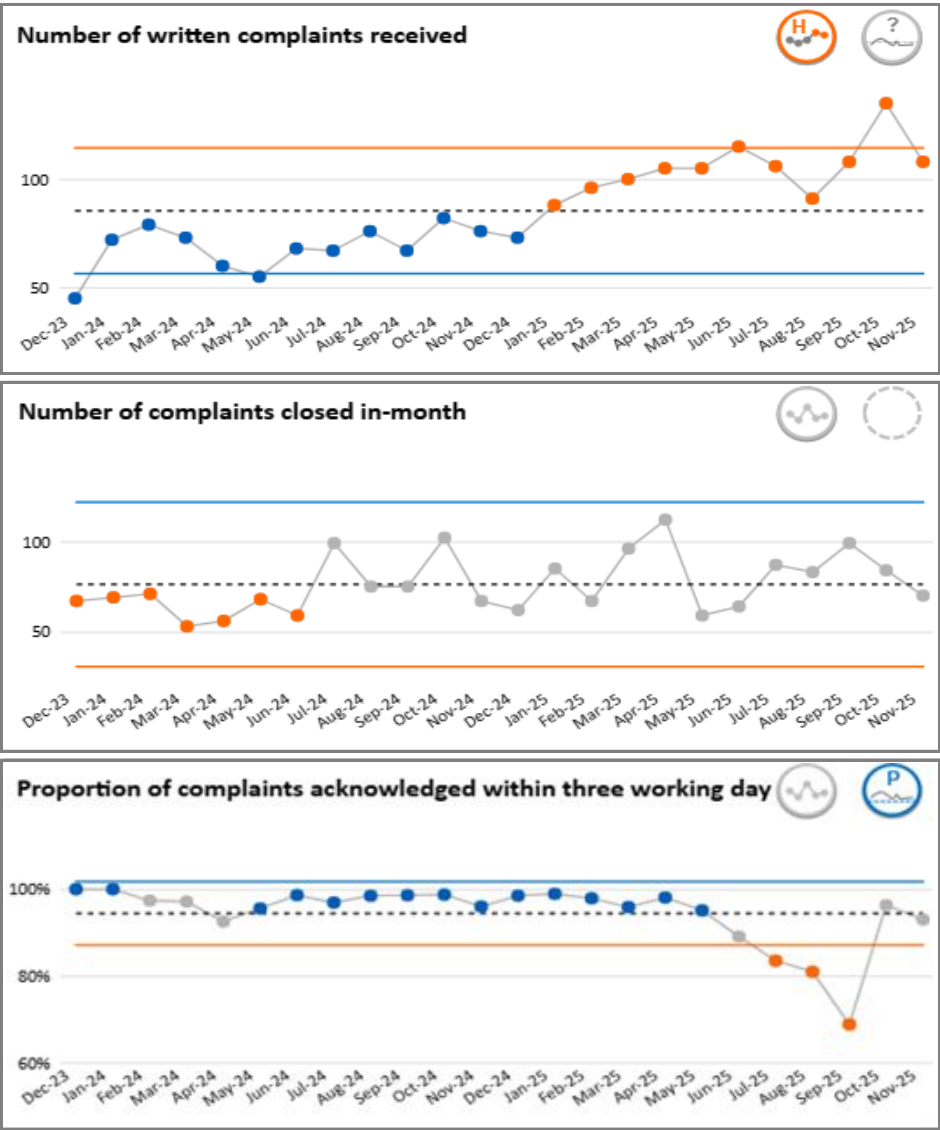 Number of written complaints received
H
?
100
50
Dec-23 Jan-24 Feb-24 Mar-24 Apr-24 May-24 Jun-24 Jul-24 Aug-24 Sep-24 Oct-24 Nov-24 Dec-24 Jan-25 Feb-25 Mar-25 Apr-25 May-25 Jun-25 Jul-25 Aug-25 Sep-25 Oct-25 Nov-25
Number of complaints closed in-month
100
50
Dec-23 Jan-24 Feb-24 Mar-24 Apr-24 May-24 Jun-24 Jul-24 Aug-24 Sep-24 Oct-24 Nov-24 Dec-24 Jan-25 Feb-25 Mar-25 Apr-25 May-25 Jun-25 Jul-25 Aug-25 Sep-25 Oct-25 Nov-25
Proportion of complaints acknowledged within three working day
P
100%
80%
60%
Dec-23 Jan-24 Feb-24 Mar-24 Apr-24 May-24 Jun-24 Jul-24 Aug-24 Sep-24 Oct-24 Nov-24 Dec-24 Jan-25 Feb-25 Mar-25 Apr-25 May-25 Jun-25 Jul-25 Aug-25 Sep-25 Oct-25 Nov-25